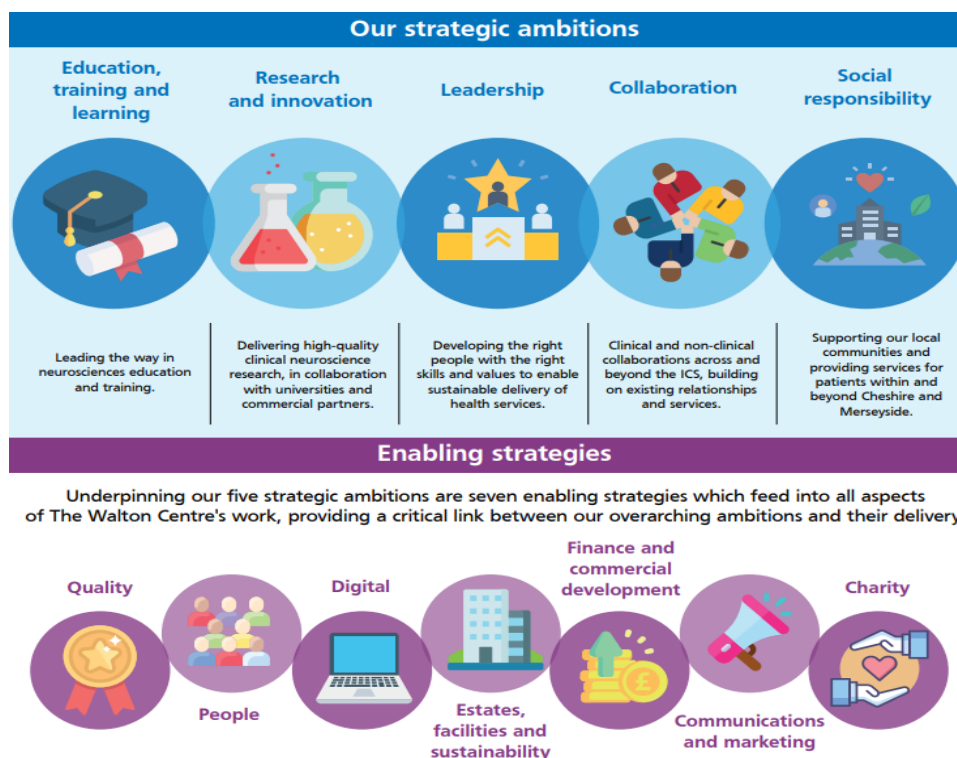 Our strategic ambitions
Education,
training and
learning
Research
and innovation
Leadership
Collaboration
Social
responsibility
Leading the way in
neurosciences education
and training.
Delivering high-quality
clinical neuroscience
research, in collaboration
with universities and
commercial partners.
Developing the right
people with the right
skills and values to enable
sustainable delivery of
health services.
Clinical and non-clinical
collaborations across and
beyond the ICS, building
on existing relationships
and services.
Supporting our local
communities and
providing services for
patients within and
beyond Cheshire and
Merseyside.
Enabling strategies
Underpinning our five strategic ambitions are seven enabling strategies which feed into all aspects
of The Walton Centre's work, providing a critical link between our overarching ambitions and their delivery
Quality
People
Digital
Estates,
facilities and
sustainability
Finance and
commercial
development
£
Communications
and marketing
Charity